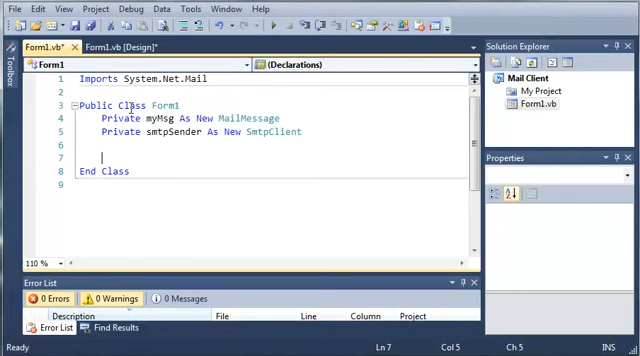 File Edit View Project Build Debug Data Tools Window Help
Form1.vb* Form1.vb [Design]*
Form1 (Declarations)
1 Imports System.Net.Mail
2
3 Public Class Form1
4 Private myMsg As New MailMessage
5 Private smtpSender As New SmtpClient
6
7
8 End Class
9
110 %
Toolbox
Solution Explorer
Mail Client
My Project
Form1.vb
Properties
Error List
0 Errors 0 Warnings 0 Messages
Description File Line Column Project
Error List Find Results
Ready Ln 7 Col 5 Ch 5 INS